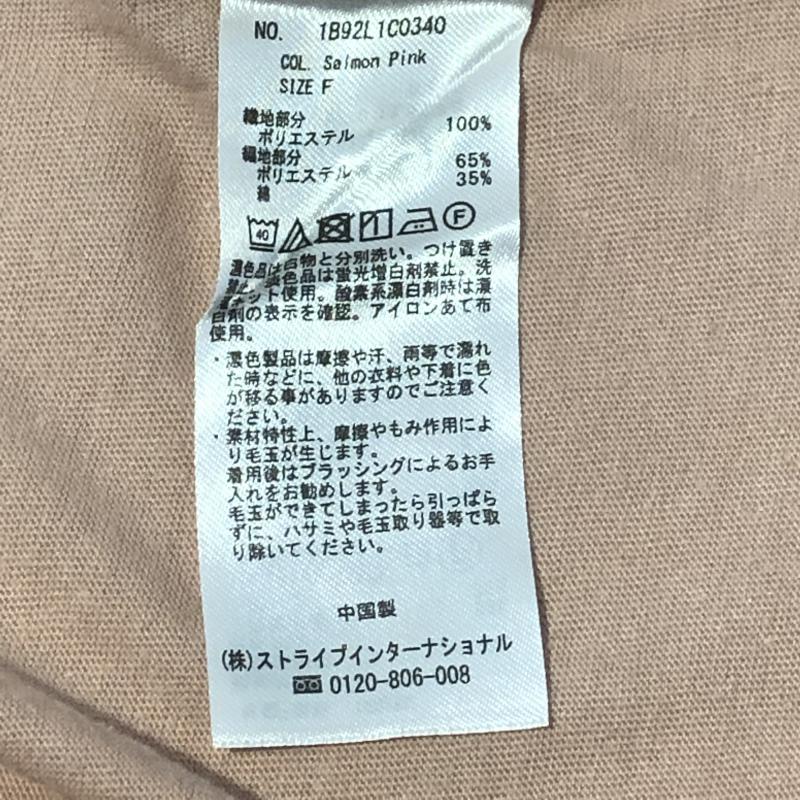 NO. 1B92L1C0340
COL. Salmon Pink
SIZE F
織地部分
ポリエステル 100%
編地部分
ポリエステル 65%
綿 35%
40 F
濃色品は白物と分別洗い。つけ置き
淡色品は蛍光増白剤禁止。洗
ネット使用。酸素系漂白剤時は漂
白剤の表示を確認。アイロンあて布
使用。
・濃色製品は摩擦や汗、雨等で濡れ
た時などに、他の衣料や下着に色
が移る事がありますのでご注意く
ださい。
・素材特性上、摩擦やもみ作用によ
り毛玉が生じます。
着用後はブラッシングによるお手
入れをお勧めします。
毛玉ができてしまったら引っぱら
ずに、ハサミや毛玉取り器等で取
り除いてください。
中国製
(株)ストライプインターナショナル
0120-806-008